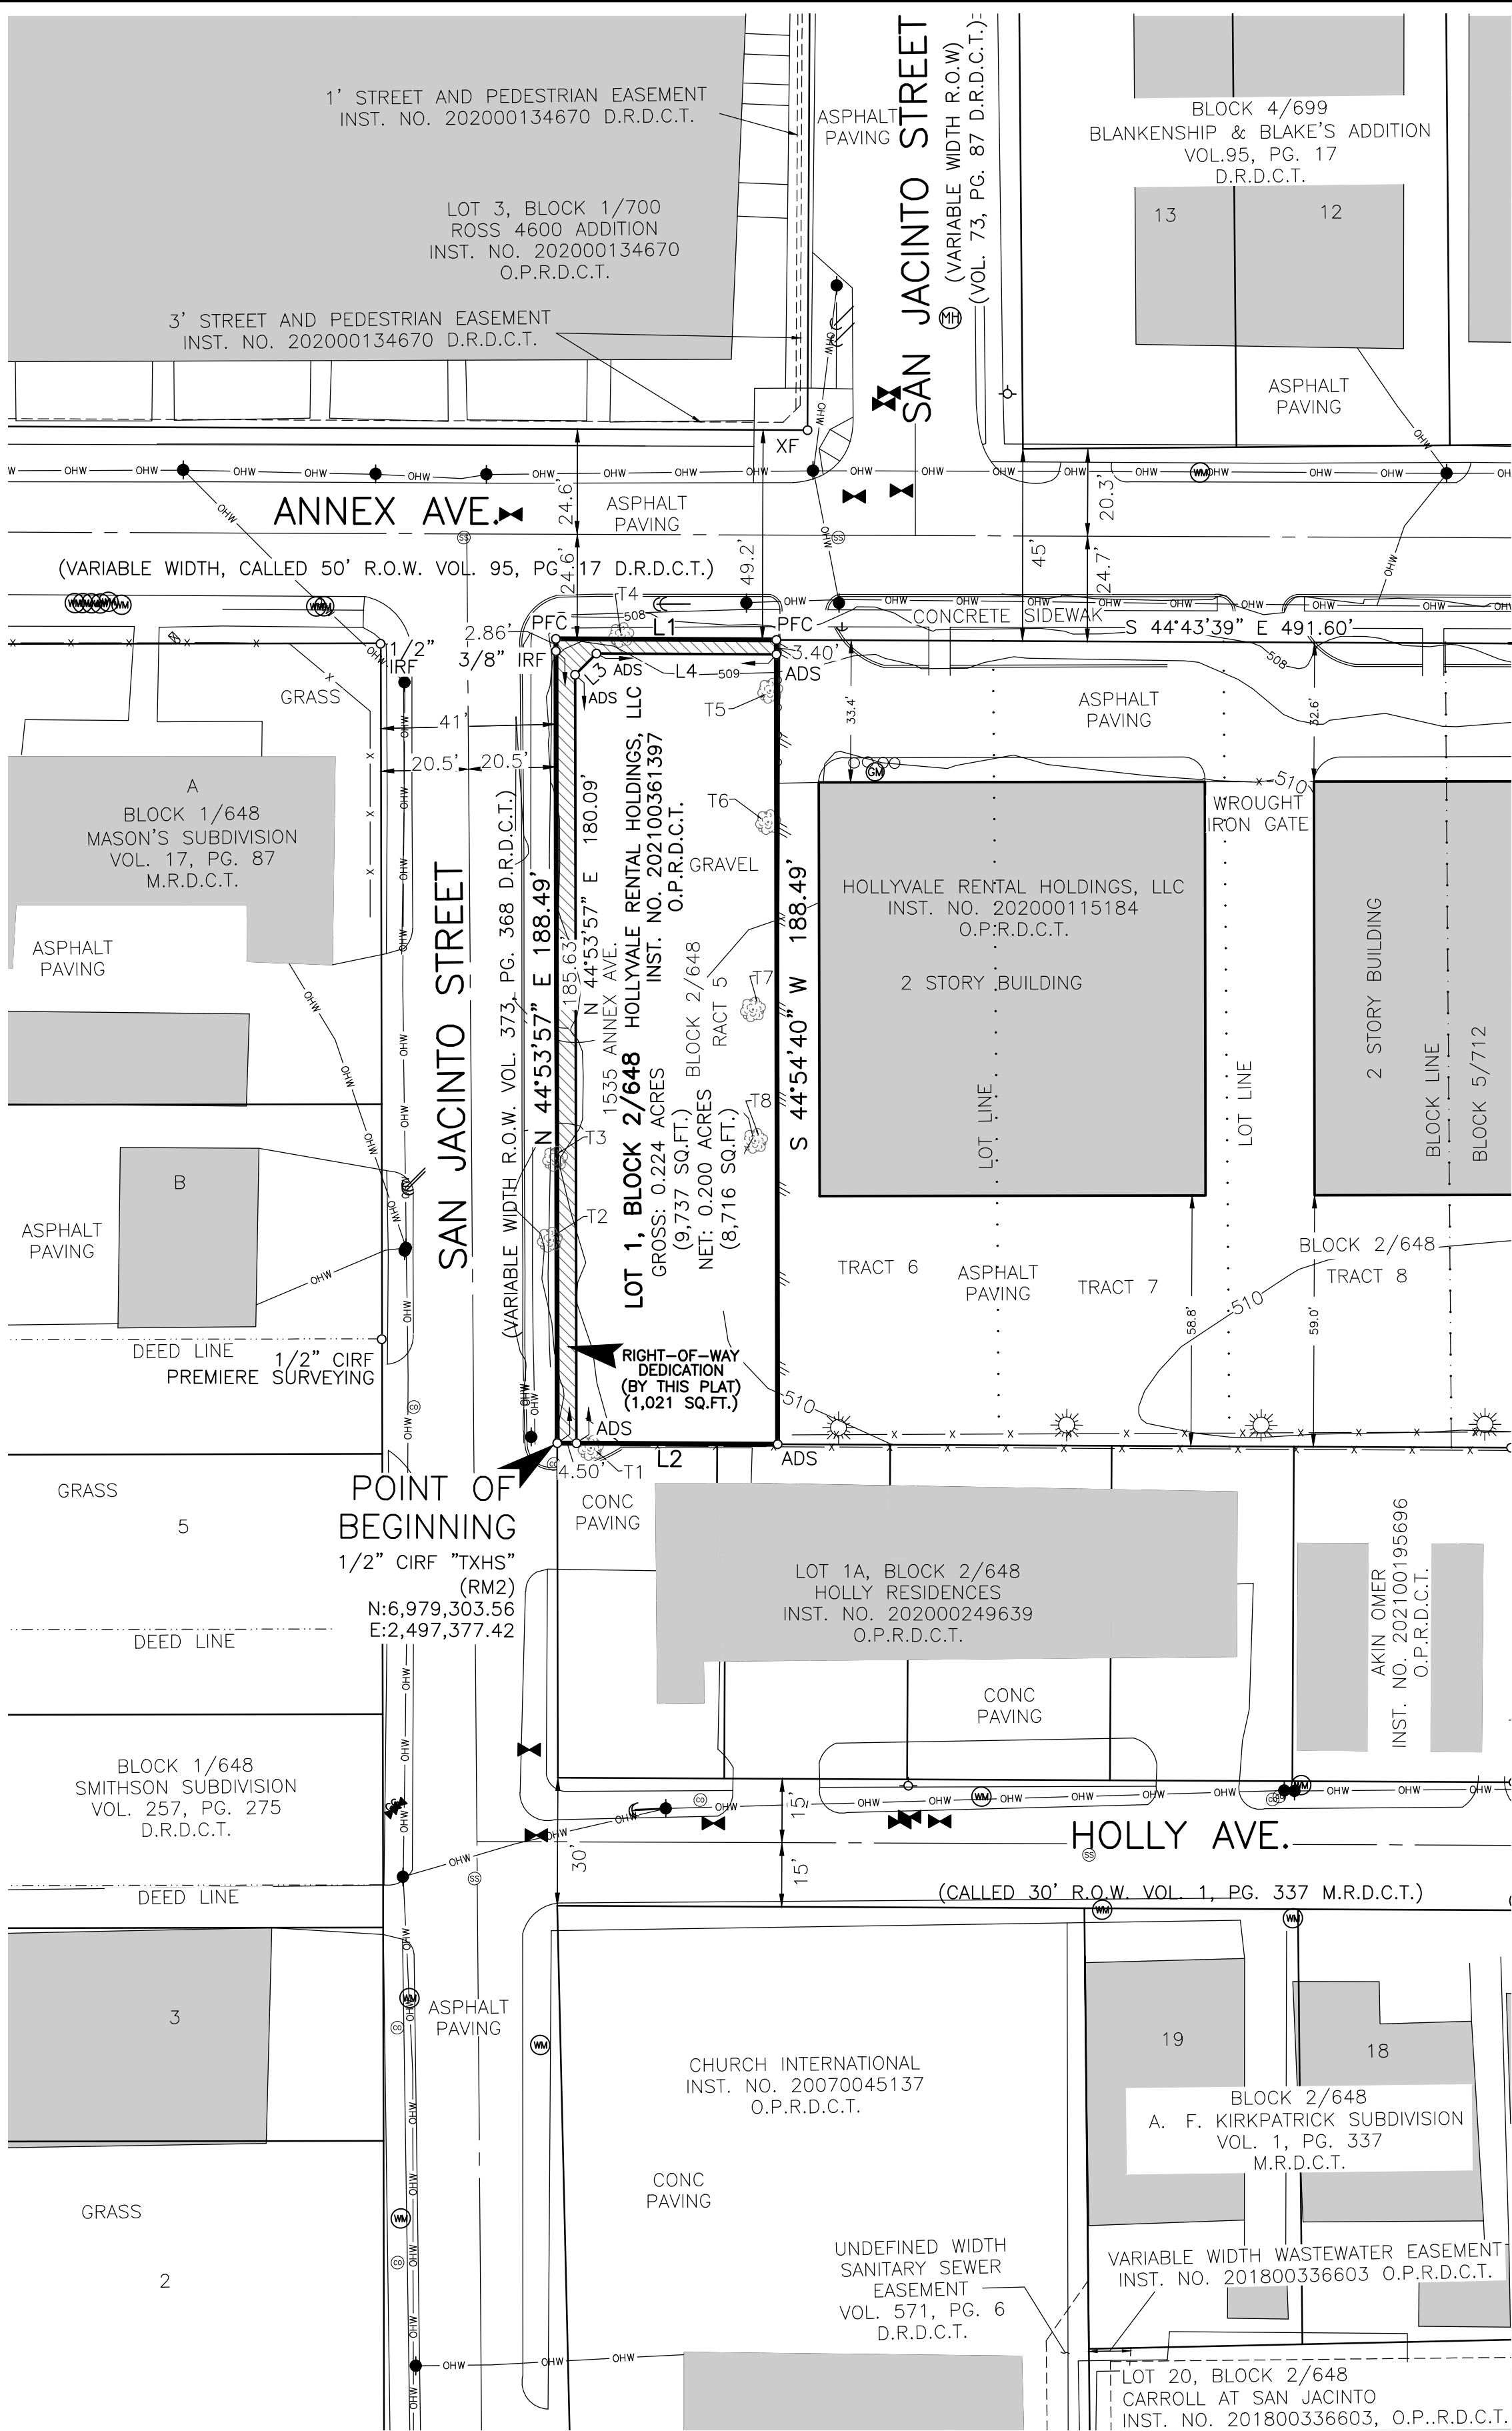 1' STREET AND PEDESTRIAN EASEMENT
INST. NO. 202000134670 D.R.D.C.T.
LOT 3, BLOCK 1/700
ROSS 4600 ADDITION
INST. NO. 202000134670
O.P.R.D.C.T.
3' STREET AND PEDESTRIAN EASEMENT
INST. NO. 202000134670 D.R.D.C.T.
ASPHALT
PAVING
SAN JACINTO STREET
(VARIABLE WIDTH R.O.W)
(VOL. 73, PG. 87 D.R.D.C.T.)
MH
BLOCK 4/699
BLANKENSHIP & BLAKE'S ADDITION
VOL.95, PG. 17
D.R.D.C.T.
13
12
ASPHALT
PAVING
XF
OHW
WM
ANNEX AVE.
24.6'
ASPHALT
PAVING
20.3'
(VARIABLE WIDTH, CALLED 50' R.O.W. VOL. 95, PG. 17 D.R.D.C.T.)
24.6'
49.2'
45'
24.7'
SS
T4
508
L1
PFC
PFC
CONCRETE SIDEWAK
S 44°43'39" E 491.60'
2.86'
3/8" IRF
1/2"
IRF
L3
ADS
L4
509
3.40'
ADS
ADS
508
GRASS
T5
33.4'
ASPHALT
PAVING
32.6'
41'
20.5'
20.5'
A
BLOCK 1/648
MASON'S SUBDIVISION
VOL. 17, PG. 87
M.R.D.C.T.
T6
GM
510
WROUGHT
IRON GATE
GRAVEL
HOLLYVALE RENTAL HOLDINGS, LLC
INST. NO. 202000115184
O.P.R.D.C.T.
2 STORY BUILDING
ASPHALT
PAVING
SAN JACINTO STREET
(VARIABLE WIDTH R.O.W. VOL. 373, PG. 368 D.R.D.C.T.)
N 44°53'57" E 188.49'
185.63'
N 44°53'57" E 180.09'
1535 ANNEX AVE.
LOT 1, BLOCK 2/648
HOLLYVALE RENTAL HOLDINGS, LLC
INST. NO. 202100361397
O.P.R.D.C.T.
GROSS: 0.224 ACRES
(9,737 SQ.FT.)
NET: 0.200 ACRES
(8,716 SQ.FT.)
BLOCK 2/648
RACT 5
T7
T8
S 44°54'40" W 188.49'
LOT LINE
LOT LINE
2 STORY BUILDING
BLOCK LINE
BLOCK 5/712
T3
T2
B
ASPHALT
PAVING
TRACT 6
ASPHALT
PAVING
TRACT 7
BLOCK 2/648
TRACT 8
510
58.8'
59.0'
DEED LINE
1/2" CIRF
PREMIERE SURVEYING
RIGHT-OF-WAY
DEDICATION
(BY THIS PLAT)
(1,021 SQ.FT.)
510
ADS
4.50'
T1
L2
ADS
GRASS
5
POINT OF
BEGINNING
1/2" CIRF "TXHS"
(RM2)
N:6,979,303.56
E:2,497,377.42
CONC
PAVING
LOT 1A, BLOCK 2/648
HOLLY RESIDENCES
INST. NO. 202000249639
O.P.R.D.C.T.
AKIN OMER
INST. NO. 202100195696
O.P.R.D.C.T.
DEED LINE
CONC
PAVING
BLOCK 1/648
SMITHSON SUBDIVISION
VOL. 257, PG. 275
D.R.D.C.T.
DEED LINE
15'
30'
15'
HOLLY AVE.
SS
CO
(CALLED 30' R.O.W. VOL. 1, PG. 337 M.R.D.C.T.)
3
ASPHALT
PAVING
CHURCH INTERNATIONAL
INST. NO. 20070045137
O.P.R.D.C.T.
19
18
BLOCK 2/648
A. F. KIRKPATRICK SUBDIVISION
VOL. 1, PG. 337
M.R.D.C.T.
GRASS
CONC
PAVING
2
UNDEFINED WIDTH
SANITARY SEWER
EASEMENT
VOL. 571, PG. 6
D.R.D.C.T.
VARIABLE WIDTH WASTEWATER EASEMENT
INST. NO. 201800336603 O.P.R.D.C.T.
LOT 20, BLOCK 2/648
CARROLL AT SAN JACINTO
INST. NO. 201800336603, O.P..R.D.C.T.